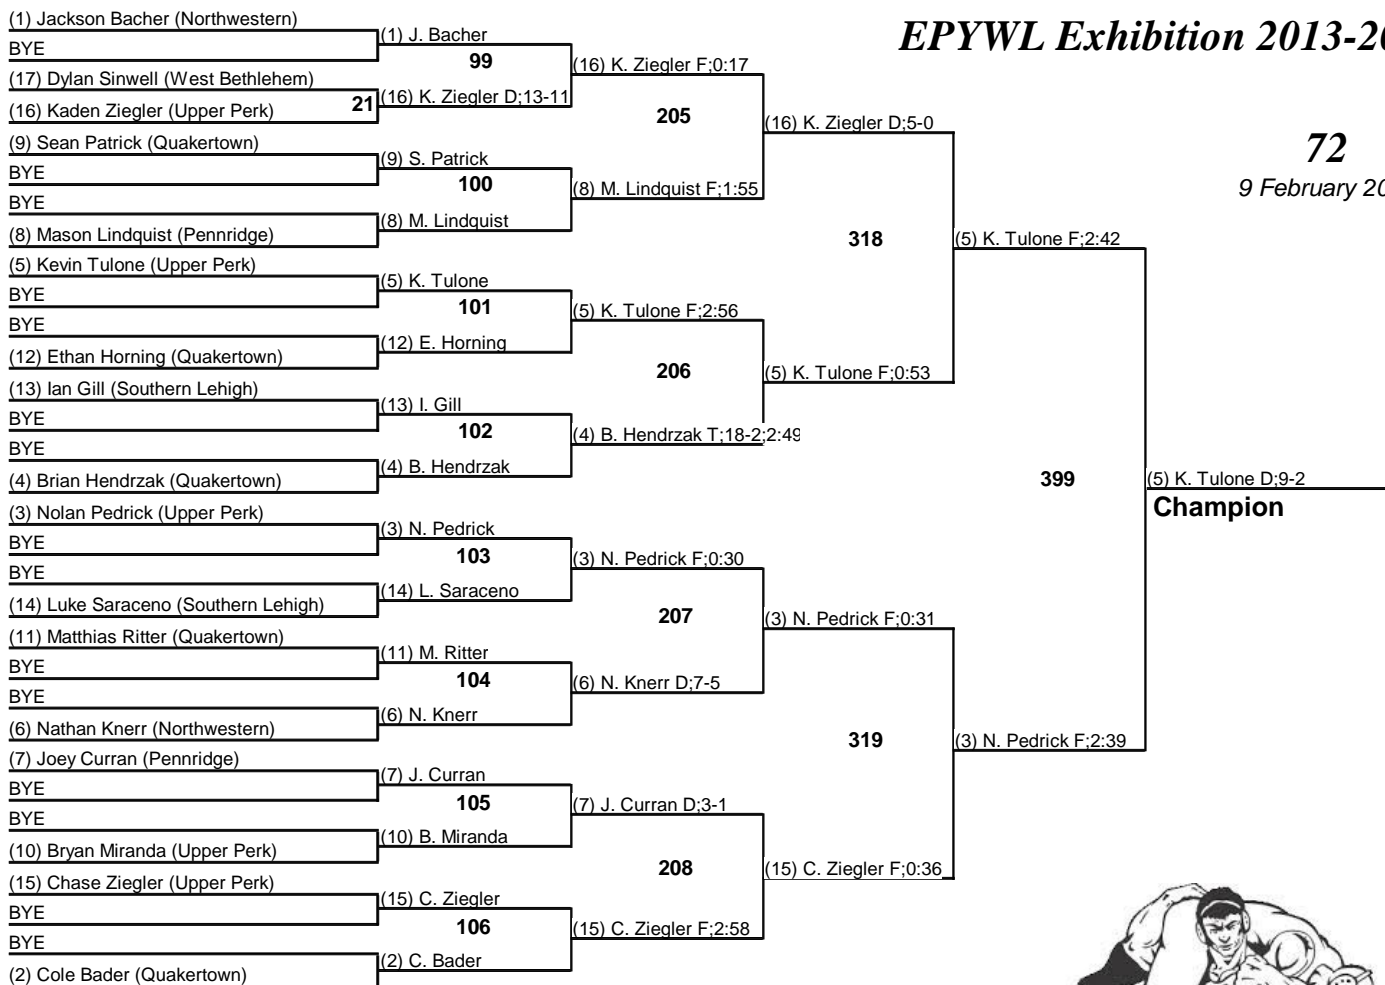 (1) Jackson Bacher (Northwestern)
BYE
(17) Dylan Sinwell (West Bethlehem)
(16) Kaden Ziegler (Upper Perk)
(9) Sean Patrick (Quakertown)
BYE
BYE
(8) Mason Lindquist (Pennridge)
(5) Kevin Tulone (Upper Perk)
BYE
BYE
(12) Ethan Horning (Quakertown)
(13) Ian Gill (Southern Lehigh)
BYE
BYE
(4) Brian Hendrzak (Quakertown)
(3) Nolan Pedrick (Upper Perk)
BYE
BYE
(14) Luke Saraceno (Southern Lehigh)
(11) Matthias Ritter (Quakertown)
BYE
BYE
(6) Nathan Knerr (Northwestern)
(7) Joey Curran (Pennridge)
BYE
BYE
(10) Bryan Miranda (Upper Perk)
(15) Chase Ziegler (Upper Perk)
BYE
BYE
(2) Cole Bader (Quakertown)
21
(1) J. Bacher
99
(16) K. Ziegler D;13-11
(9) S. Patrick
100
(8) M. Lindquist
(5) K. Tulone
101
(12) E. Horning
(13) I. Gill
102
(4) B. Hendrzak
(3) N. Pedrick
103
(14) L. Saraceno
(11) M. Ritter
104
(6) N. Knerr
(7) J. Curran
105
(10) B. Miranda
(15) C. Ziegler
106
(2) C. Bader
(16) K. Ziegler F;0:17
205
(8) M. Lindquist F;1:55
(5) K. Tulone F;2:56
206
(4) B. Hendrzak T;18-2;2:49
(3) N. Pedrick F;0:30
207
(6) N. Knerr D;7-5
(7) J. Curran D;3-1
208
(15) C. Ziegler F;2:58
(16) K. Ziegler D;5-0
318
(5) K. Tulone F;0:53
(3) N. Pedrick F;0:31
319
(15) C. Ziegler F;0:36
(5) K. Tulone F;2:42
399
(3) N. Pedrick F;2:39
(5) K. Tulone D;9-2
Champion
EPYWL Exhibition 2013-20
72
9 February 20